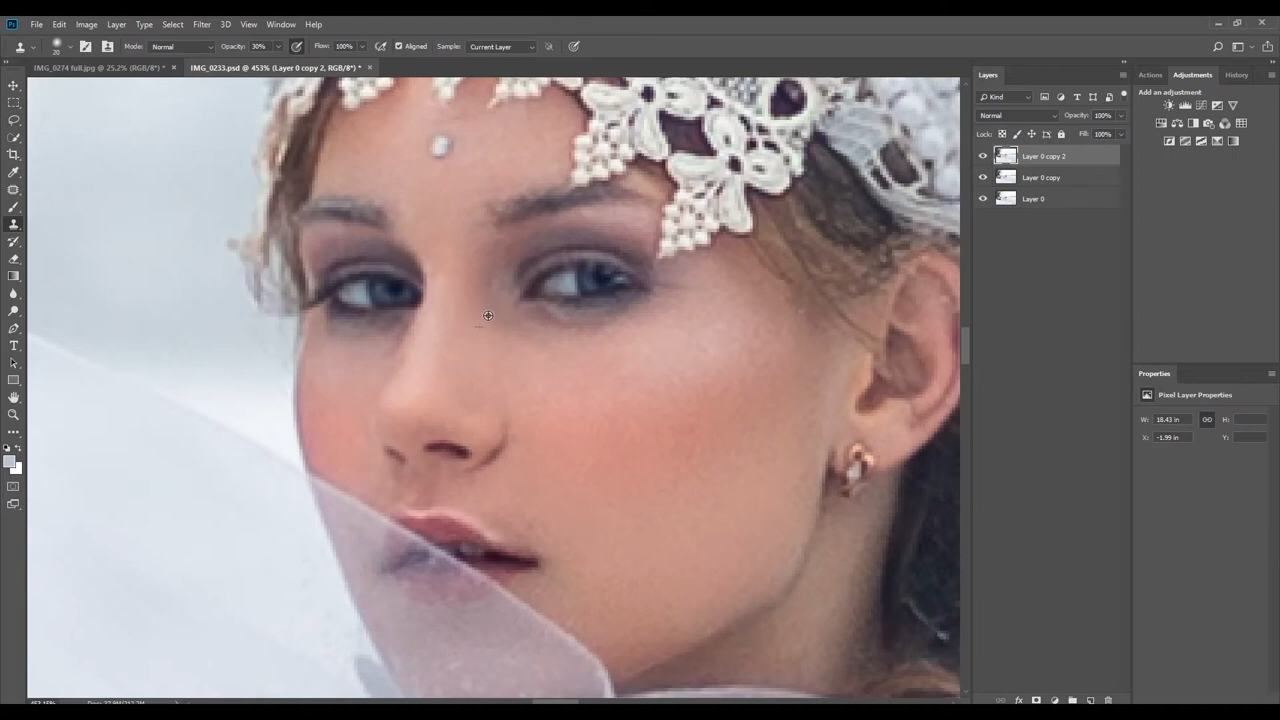 Ps File Edit Image Layer Type Select Filter 3D View Window Help
20 Mode: Normal Opacity: 30% Flow: 100% Aligned Sample: Current Layer
IMG_0274 full.jpg @ 25.2% (RGB/8*) * × IMG_0233.psd @ 453% (Layer 0 copy 2, RGB/8*) * ×
Layers
Kind
Normal Opacity: 100%
Lock: Fill: 100%
Layer 0 copy 2
Layer 0 copy
Layer 0
fx
Actions Adjustments History
Add an adjustment
Properties
Pixel Layer Properties
W: 18.43 in H:
X: -1.99 in Y: